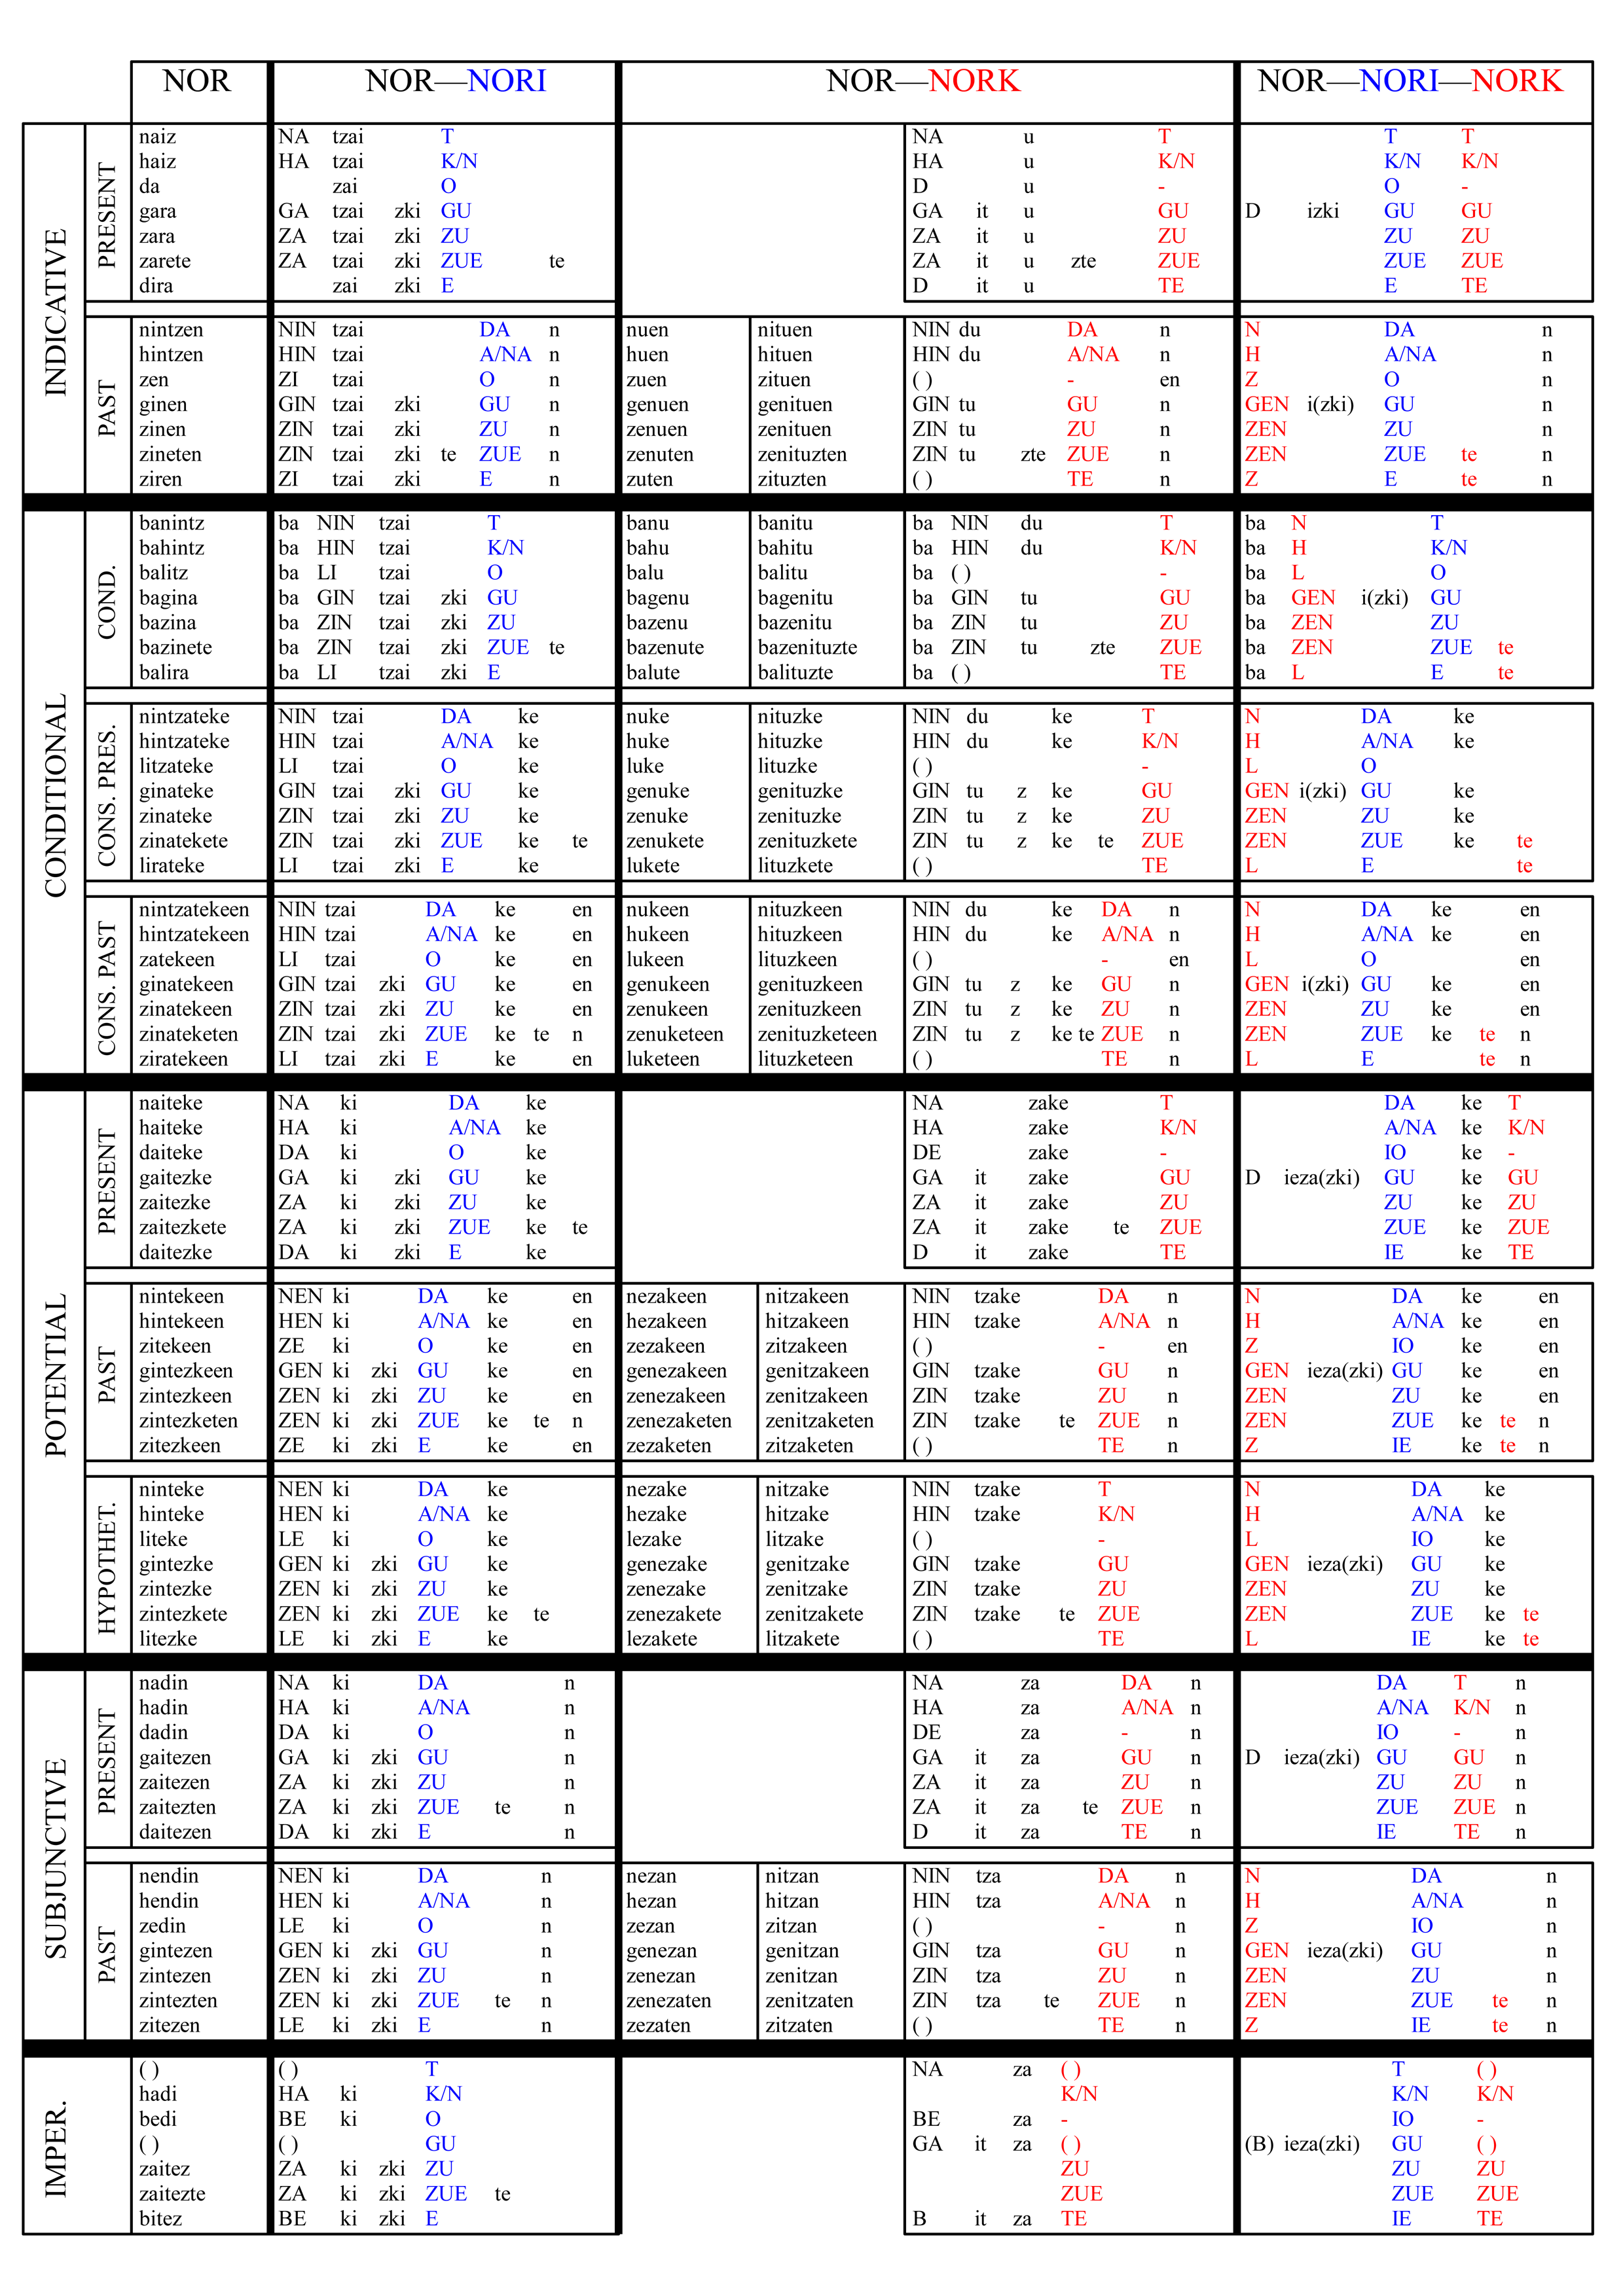 NOR NOR—NORI NOR—NORK NOR—NORI—NORK
INDICATIVE
PRESENT
naiz NA tzai T NA u T T T
haiz HA tzai K/N HA u K/N K/N K/N
da zai O D u - O -
gara GA tzai zki GU GA it u GU D izki GU GU
zara ZA tzai zki ZU ZA it u ZU ZU ZU
zarete ZA tzai zki ZUE te ZA it u zte ZUE ZUE ZUE
dira zai zki E D it u TE E TE
PAST
nintzen NIN tzai DA n nuen nituen NIN du DA n N DA n
hintzen HIN tzai A/NA n huen hituen HIN du A/NA n H A/NA n
zen ZI tzai O n zuen zituen ( ) - en Z O n
ginen GIN tzai zki GU n genuen genituen GIN tu GU n GEN i(zki) GU n
zinen ZIN tzai zki ZU n zenuen zenituen ZIN tu ZU n ZEN ZU n
zineten ZIN tzai zki te ZUE n zenuten zenituzten ZIN tu zte ZUE n ZEN ZUE te n
ziren ZI tzai zki E n zuten zituzten ( ) TE n Z E te n
CONDITIONAL
COND.
banintz ba NIN tzai T banu banitu ba NIN du T ba N T
bahintz ba HIN tzai K/N bahu bahitu ba HIN du K/N ba H K/N
balitz ba LI tzai O balu balitu ba ( ) - ba L O
bagina ba GIN tzai zki GU bagenu bagenitu ba GIN tu GU ba GEN i(zki) GU
bazina ba ZIN tzai zki ZU bazenu bazenitu ba ZIN tu ZU ba ZEN ZU
bazinete ba ZIN tzai zki ZUE te bazenute bazenituzte ba ZIN tu zte ZUE ba ZEN ZUE te
balira ba LI tzai zki E balute balituzte ba ( ) TE ba L E te
CONS. PRES.
nintzateke NIN tzai DA ke nuke nituzke NIN du ke T N DA ke
hintzateke HIN tzai A/NA ke huke hituzke HIN du ke K/N H A/NA ke
litzateke LI tzai O ke luke lituzke ( ) - L O
ginateke GIN tzai zki GU ke genuke genituzke GIN tu z ke GU GEN i(zki) GU ke
zinateke ZIN tzai zki ZU ke zenuke zenituzke ZIN tu z ke ZU ZEN ZU ke
zinatekete ZIN tzai zki ZUE ke te zenukete zenituzkete ZIN tu z ke te ZUE ZEN ZUE ke te
lirateke LI tzai zki E ke lukete lituzkete ( ) TE L E te
CONS. PAST
nintzatekeen NIN tzai DA ke en nukeen nituzkeen NIN du ke DA n N DA ke en
hintzatekeen HIN tzai A/NA ke en hukeen hituzkeen HIN du ke A/NA n H A/NA ke en
zatekeen LI tzai O ke en lukeen lituzkeen ( ) - en L O en
ginatekeen GIN tzai zki GU ke en genukeen genituzkeen GIN tu z ke GU n GEN i(zki) GU ke en
zinatekeen ZIN tzai zki ZU ke en zenukeen zenituzkeen ZIN tu z ke ZU n ZEN ZU ke en
zinateketen ZIN tzai zki ZUE ke te n zenuketeen zenituzketeen ZIN tu z ke te ZUE n ZEN ZUE ke te n
ziratekeen LI tzai zki E ke en luketeen lituzketeen ( ) TE n L E te n
POTENTIAL
PRESENT
naiteke NA ki DA ke NA zake T DA ke T
haiteke HA ki A/NA ke HA zake K/N A/NA ke K/N
daiteke DA ki O ke DE zake - IO ke -
gaitezke GA ki zki GU ke GA it zake GU D ieza(zki) GU ke GU
zaitezke ZA ki zki ZU ke ZA it zake ZU ZU ke ZU
zaitezkete ZA ki zki ZUE ke te ZA it zake te ZUE ZUE ke ZUE
daitezke DA ki zki E ke D it zake TE IE ke TE
PAST
nintekeen NEN ki DA ke en nezakeen nitzakeen NIN tzake DA n N DA ke en
hintekeen HEN ki A/NA ke en hezakeen hitzakeen HIN tzake A/NA n H A/NA ke en
zitekeen ZE ki O ke en zezakeen zitzakeen ( ) - en Z IO ke en
gintezkeen GEN ki zki GU ke en genezakeen genitzakeen GIN tzake GU n GEN ieza(zki) GU ke en
zintezkeen ZEN ki zki ZU ke en zenezakeen zenitzakeen ZIN tzake ZU n ZEN ZU ke en
zintezketen ZEN ki zki ZUE ke te n zenezaketen zenitzaketen ZIN tzake te ZUE n ZEN ZUE ke te n
zitezkeen ZE ki zki E ke en zezaketen zitzaketen ( ) TE n Z IE ke te n
HYPOTHET.
ninteke NEN ki DA ke nezake nitzake NIN tzake T N DA ke
hinteke HEN ki A/NA ke hezake hitzake HIN tzake K/N H A/NA ke
liteke LE ki O ke lezake litzake ( ) - L IO ke
gintezke GEN ki zki GU ke genezake genitzake GIN tzake GU GEN ieza(zki) GU ke
zintezke ZEN ki zki ZU ke zenezake zenitzake ZIN tzake ZU ZEN ZU ke
zintezkete ZEN ki zki ZUE ke te zenezakete zenitzakete ZIN tzake te ZUE ZEN ZUE ke te
litezke LE ki zki E ke lezakete litzakete ( ) TE L IE ke te
SUBJUNCTIVE
PRESENT
nadin NA ki DA n NA za DA n DA T n
hadin HA ki A/NA n HA za A/NA n A/NA K/N n
dadin DA ki O n DE za - n IO - n
gaitezen GA ki zki GU n GA it za GU n D ieza(zki) GU GU n
zaitezen ZA ki zki ZU n ZA it za ZU n ZU ZU n
zaitezten ZA ki zki ZUE te n ZA it za te ZUE n ZUE ZUE n
daitezen DA ki zki E n D it za TE n IE TE n
PAST
nendin NEN ki DA n nezan nitzan NIN tza DA n N DA n
hendin HEN ki A/NA n hezan hitzan HIN tza A/NA n H A/NA n
zedin LE ki O n zezan zitzan ( ) - n Z IO n
gintezen GEN ki zki GU n genezan genitzan GIN tza GU n GEN ieza(zki) GU n
zintezen ZEN ki zki ZU n zenezan zenitzan ZIN tza ZU n ZEN ZU n
zintezten ZEN ki zki ZUE te n zenezaten zenitzaten ZIN tza te ZUE n ZEN ZUE te n
zitezen LE ki zki E n zezaten zitzaten ( ) TE n Z IE te n
IMPER.
( ) ( ) T NA za ( ) T ( )
hadi HA ki K/N K/N K/N K/N
bedi BE ki O BE za - IO -
( ) ( ) GU GA it za ( ) (B) ieza(zki) GU ( )
zaitez ZA ki zki ZU ZU ZU ZU
zaitezte ZA ki zki ZUE te ZUE ZUE ZUE
bitez BE ki zki E B it za TE IE TE